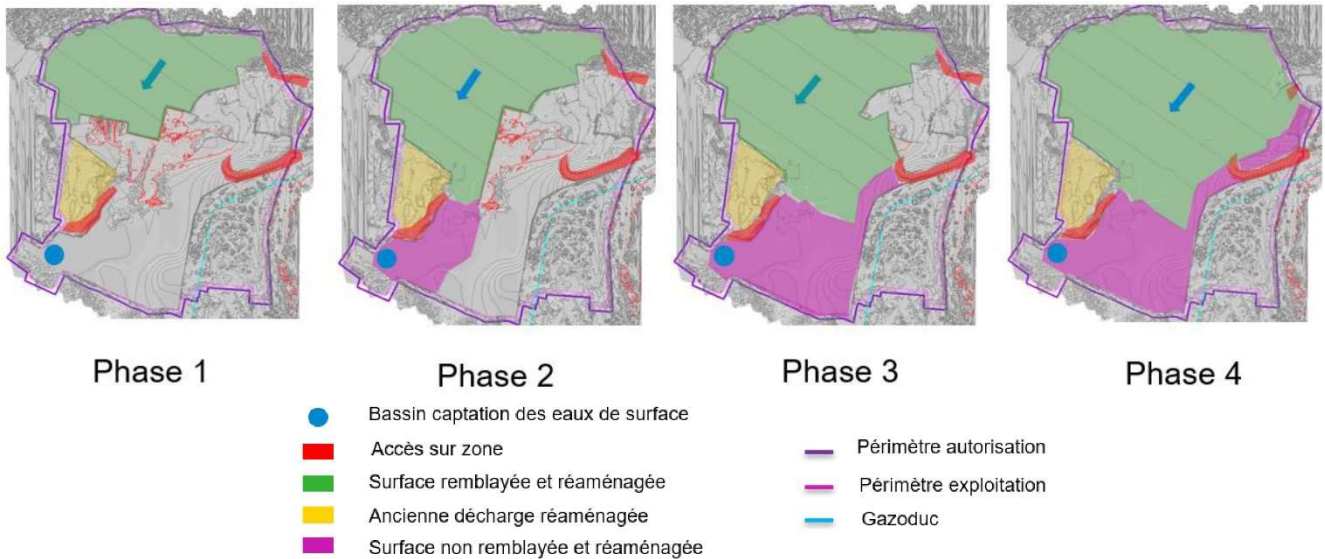 Phase 1
Phase 2
Phase 3
Phase 4
Bassin captation des eaux de surface
Accès sur zone
Surface remblayée et réaménagée
Ancienne décharge réaménagée
Surface non remblayée et réaménagée
Périmètre autorisation
Périmètre exploitation
Gazoduc